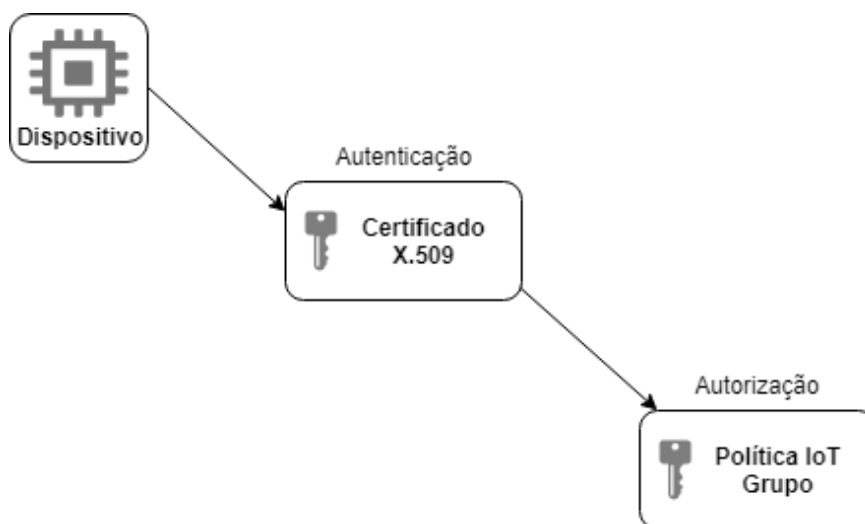 Dispositivo
Autenticação
Certificado
X.509
Autorização
Política IoT
Grupo